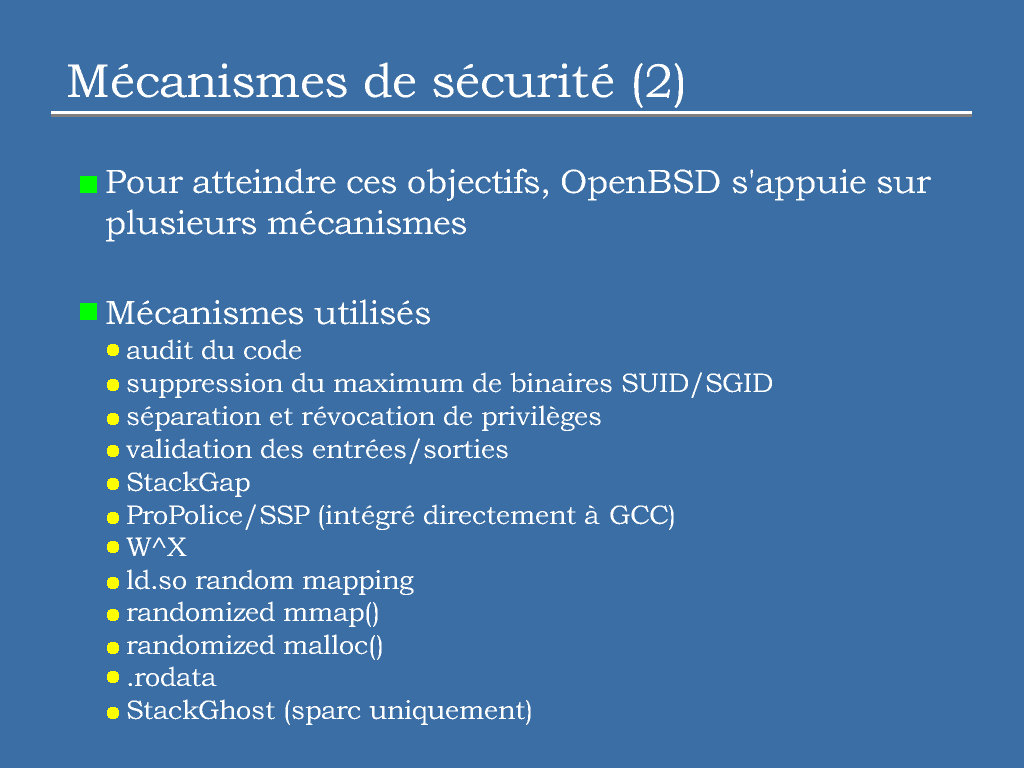 Mécanismes de sécurité (2)
Pour atteindre ces objectifs, OpenBSD s'appuie sur
plusieurs mécanismes
Mécanismes utilisés
audit du code
suppression du maximum de binaires SUID/SGID
séparation et révocation de privilèges
validation des entrées/sorties
StackGap
ProPolice/SSP (intégré directement à GCC)
W^X
ld.so random mapping
randomized mmap()
randomized malloc()
.rodata
StackGhost (sparc uniquement)